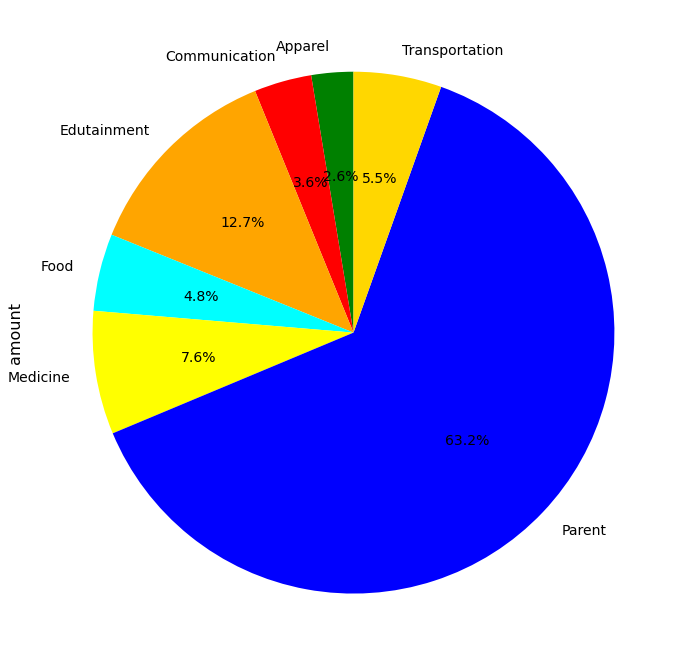 Apparel
Transportation
Communication
Edutainment
3.6%
2.6%
5.5%
12.7%
Food
4.8%
amount
7.6%
Medicine
63.2%
Parent